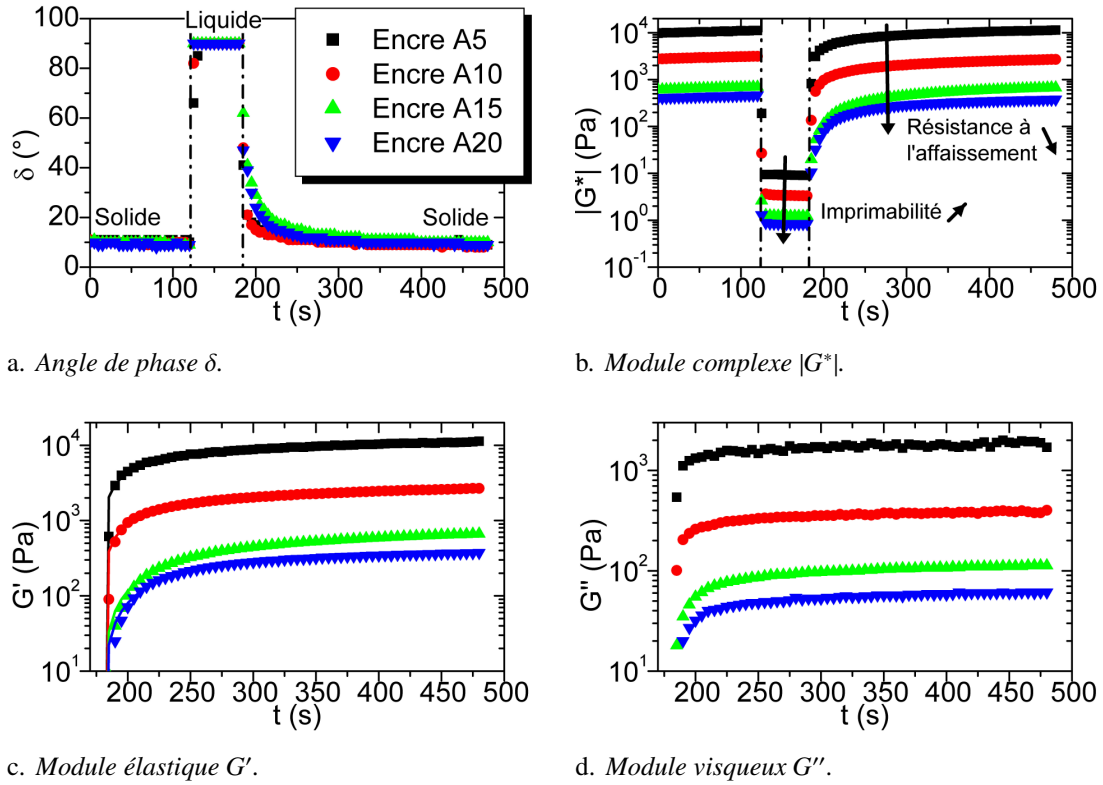 Liquide
Solide
Solide
Encre A5
Encre A10
Encre A15
Encre A20
100
80
60
40
20
0
δ (°)
0 100 200 300 400 500
t (s)
a. Angle de phase δ.
10⁴
10³
10²
10¹
10⁰
10⁻¹
|G*| (Pa)
Résistance à
l'affaissement
Imprimabilité
0 100 200 300 400 500
t (s)
b. Module complexe |G*|.
10⁴
10³
10²
10¹
G' (Pa)
200 250 300 350 400 450 500
t (s)
c. Module élastique G′.
10³
10²
10¹
G'' (Pa)
200 250 300 350 400 450 500
t (s)
d. Module visqueux G′′.